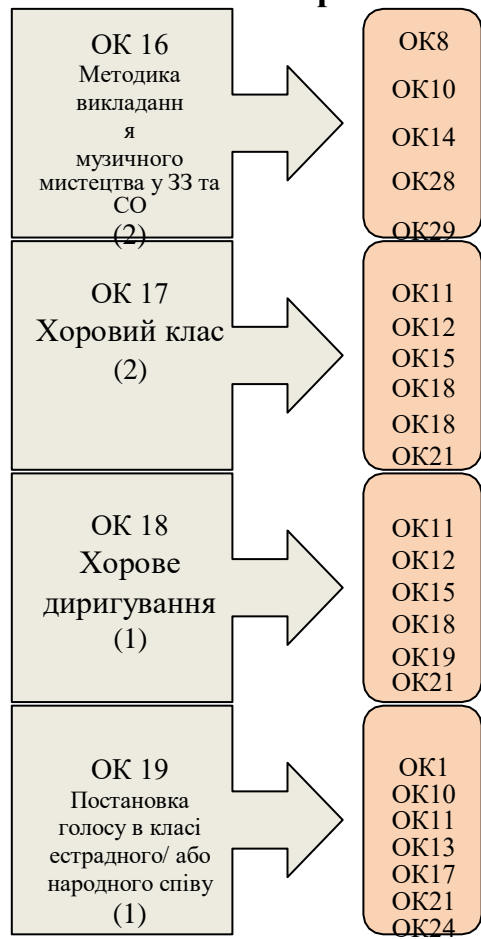 ОК 16
Методика
викладанн
я
музичного
мистецтва у ЗЗ та
СО
(2)
ОК8
ОК10
ОК14
ОК28
ОК29
ОК 17
Хоровий клас
(2)
ОК11
ОК12
ОК15
ОК18
ОК18
ОК21
ОК 18
Хорове
диригування
(1)
ОК11
ОК12
ОК15
ОК18
ОК19
ОК21
ОК 19
Постановка
голосу в класі
естрадного/ або
народного співу
(1)
ОК1
ОК10
ОК11
ОК13
ОК17
ОК21
ОК24